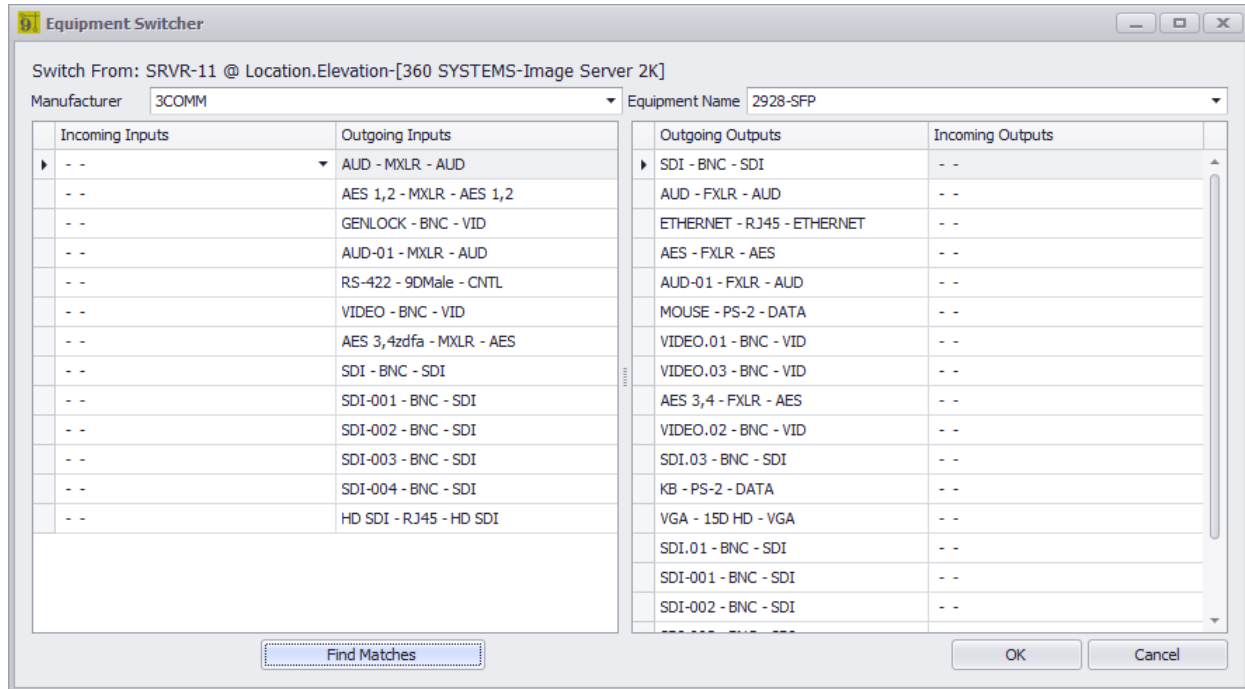 Equipment Switcher
Switch From: SRVR-11 @ Location.Elevation-[360 SYSTEMS-Image Server 2K]
Manufacturer 3COMM Equipment Name 2928-SFP
Incoming Inputs Outgoing Inputs Outgoing Outputs Incoming Outputs
- - AUD - MXLR - AUD SDI - BNC - SDI - -
- - AES 1,2 - MXLR - AES 1,2 AUD - FXLR - AUD - -
- - GENLOCK - BNC - VID ETHERNET - RJ45 - ETHERNET - -
- - AUD-01 - MXLR - AUD AES - FXLR - AES - -
- - RS-422 - 9DMale - CNTL AUD-01 - FXLR - AUD - -
- - VIDEO - BNC - VID MOUSE - PS-2 - DATA - -
- - AES 3,4zdfa - MXLR - AES VIDEO.01 - BNC - VID - -
- - SDI - BNC - SDI VIDEO.03 - BNC - VID - -
- - SDI-001 - BNC - SDI AES 3,4 - FXLR - AES - -
- - SDI-002 - BNC - SDI VIDEO.02 - BNC - VID - -
- - SDI-003 - BNC - SDI SDI.03 - BNC - SDI - -
- - SDI-004 - BNC - SDI KB - PS-2 - DATA - -
- - HD SDI - RJ45 - HD SDI VGA - 15D HD - VGA - -
SDI.01 - BNC - SDI - -
SDI-001 - BNC - SDI - -
SDI-002 - BNC - SDI - -
Find Matches OK Cancel